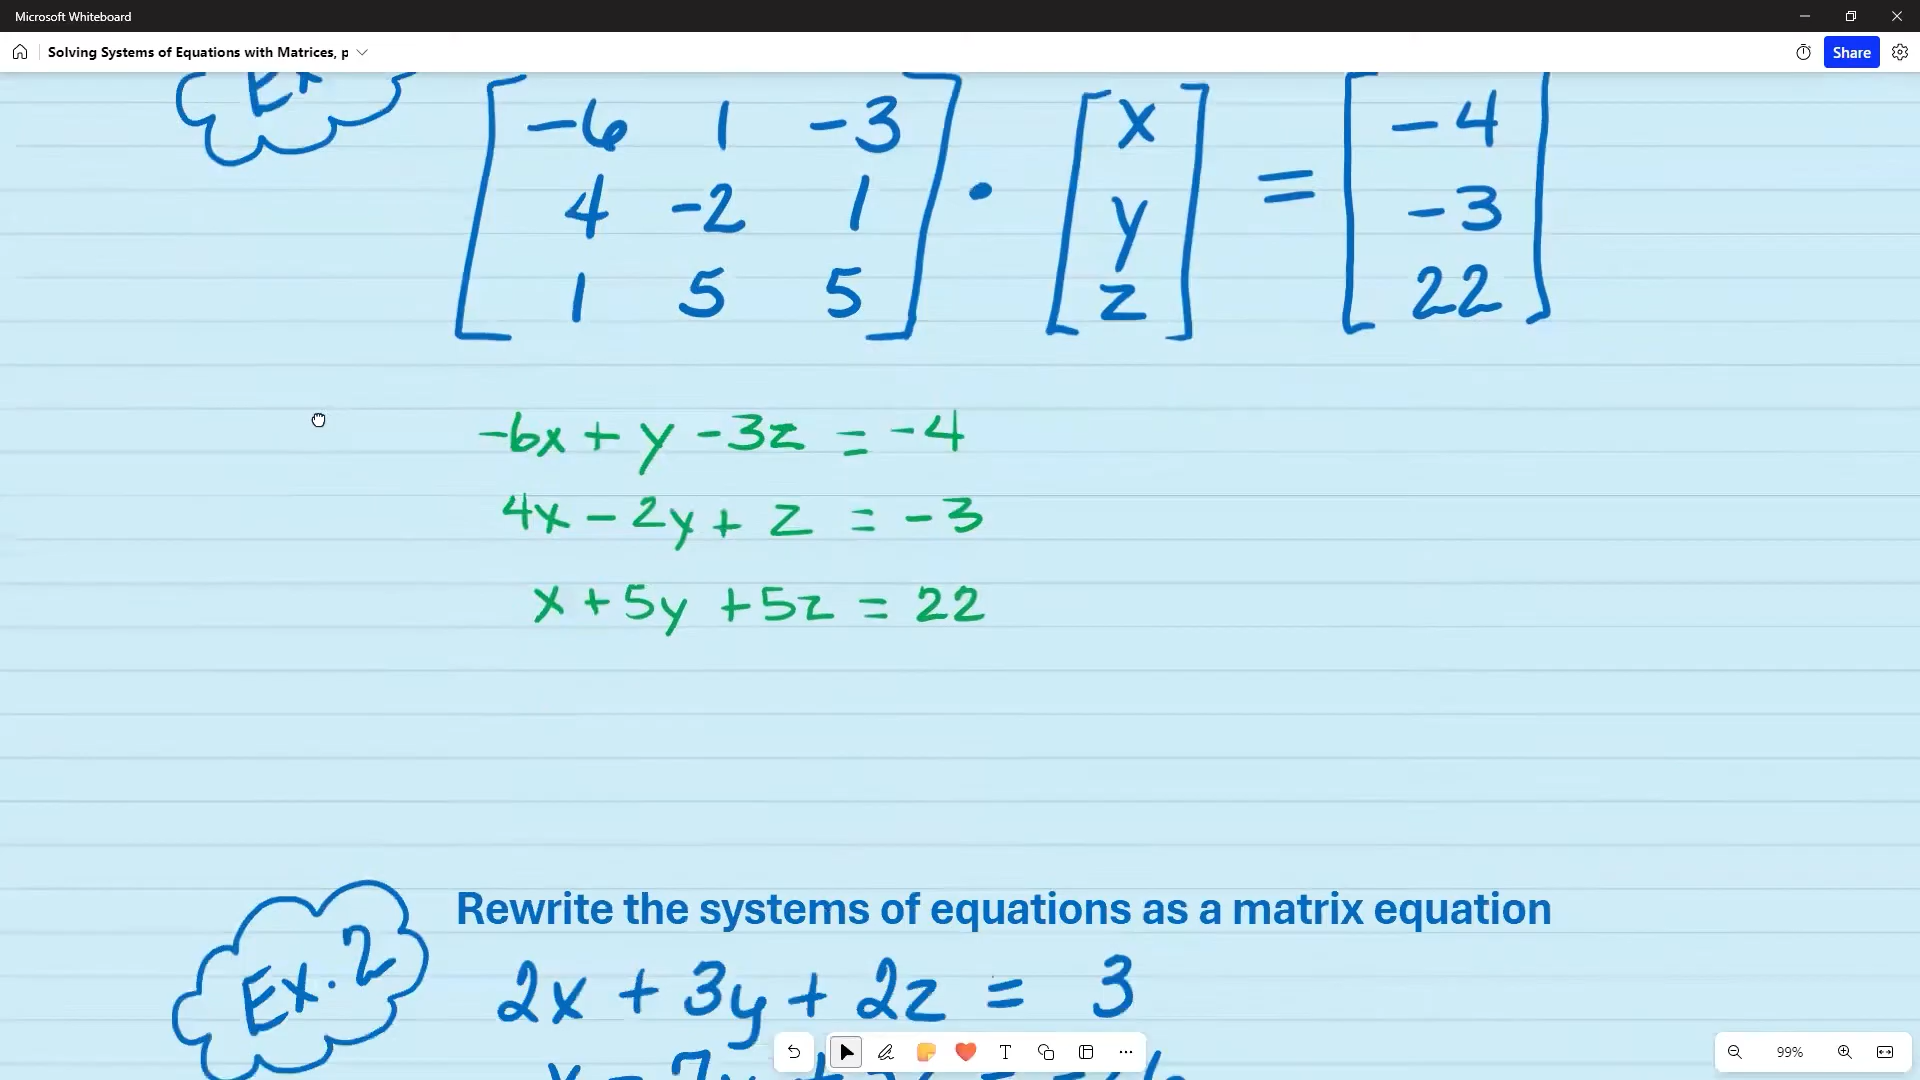 Microsoft Whiteboard
Solving Systems of Equations with Matrices, p
Share
Ex
[-6 1 -3] [x] [-4]
[4 -2 1] • [y] = [-3]
[1 5 5] [z] [22]
-6x + y - 3z = -4
4x - 2y + z = -3
x + 5y + 5z = 22
Rewrite the systems of equations as a matrix equation
Ex. 2
2x + 3y + 2z = 3
T
99%